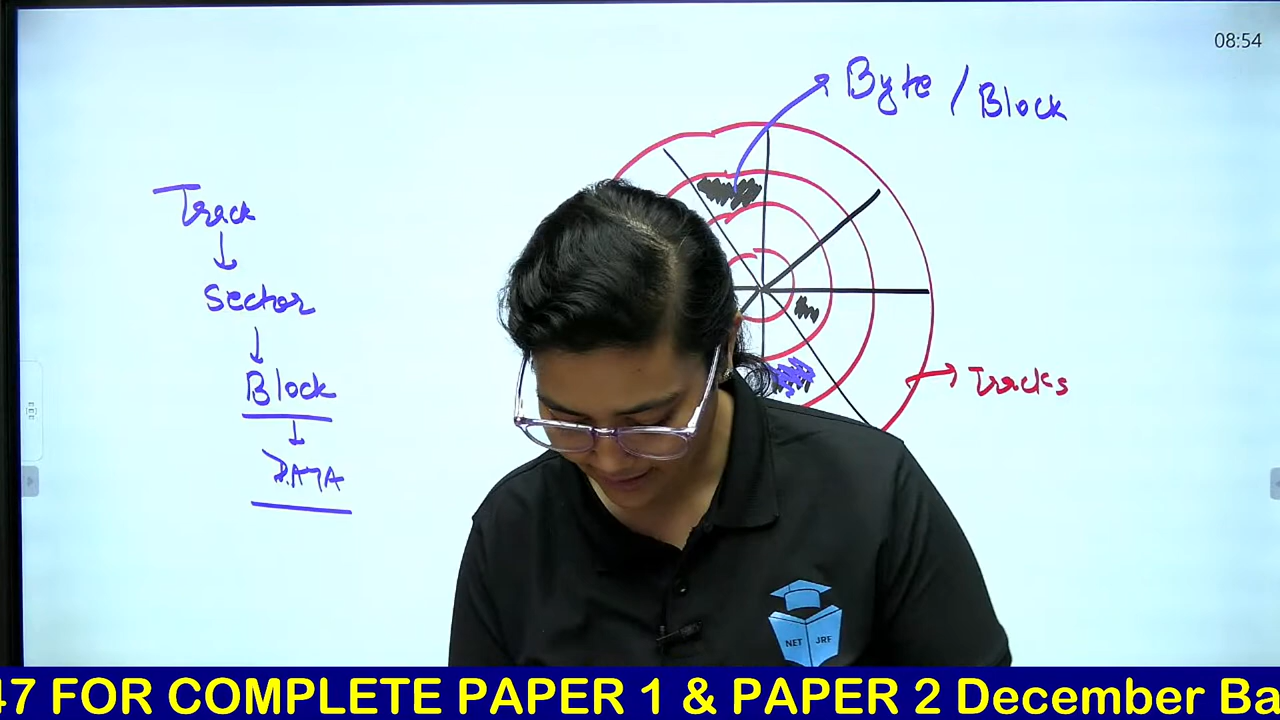 08:54
Byte / Block
Track
Sector
Block
DATA
Tracks
NET JRF
47 FOR COMPLETE PAPER 1 & PAPER 2 December Ba